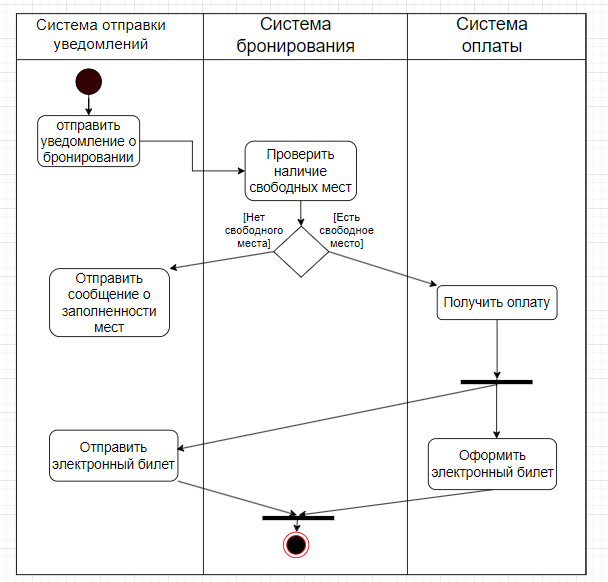 Система отправки
уведомлений
Система
бронирования
Система
оплаты
отправить
уведомление о
бронировании
Проверить
наличие
свободных мест
[Нет
свободного
места]
[Есть
свободное
место]
Отправить
сообщение о
заполненности
мест
Получить оплату
Отправить
электронный билет
Оформить
электронный билет